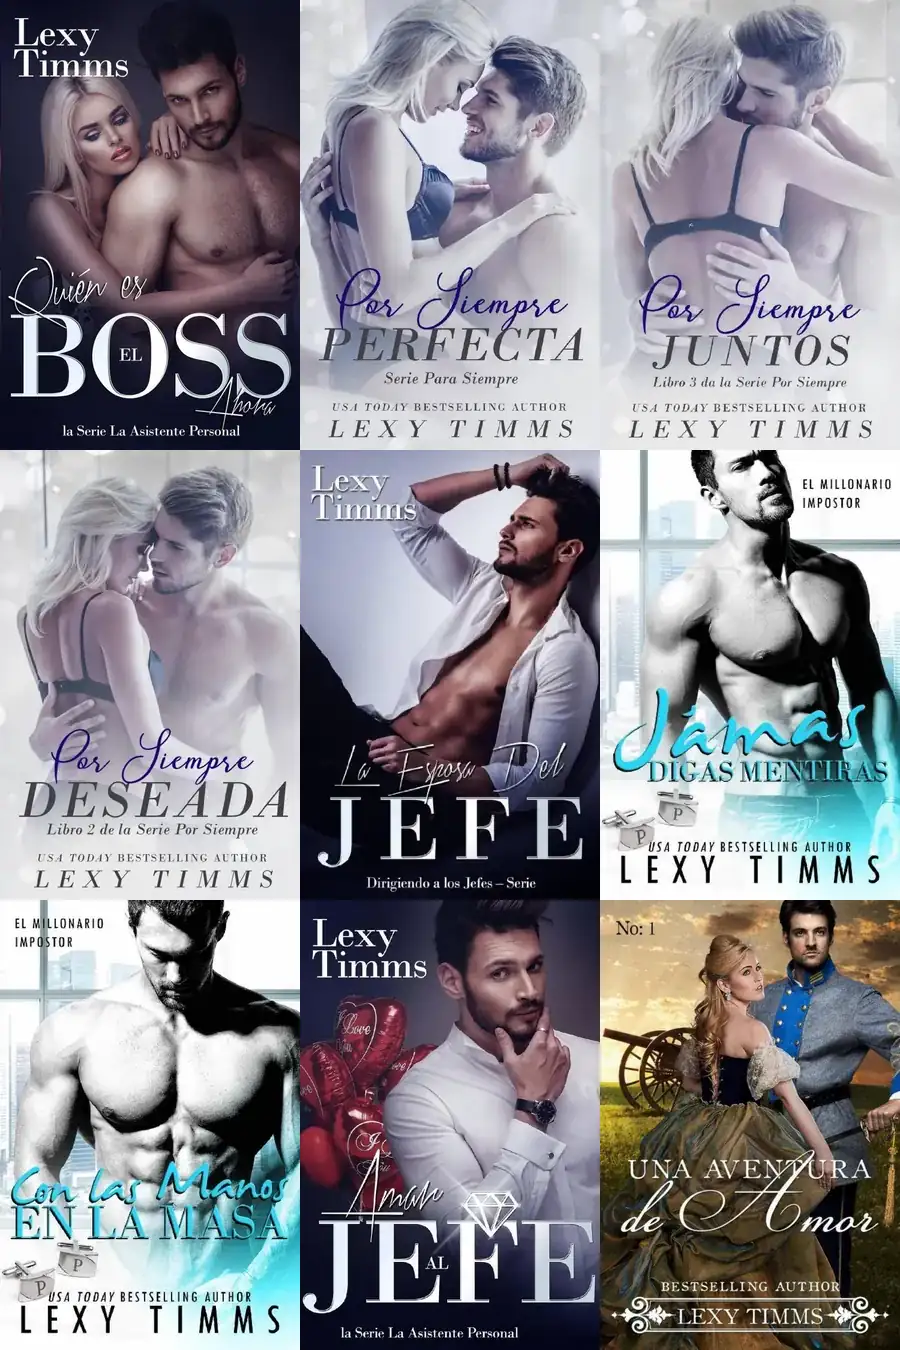 Lexy
Timms
Quién es
BOSS
EL
Ahora
la Serie La Asistente Personal
Por Siempre
PERFECTA
Serie Para Siempre
USA TODAY BESTSELLING AUTHOR
LEXY TIMMS
Por Siempre
JUNTOS
Libro 3 da la Serie Por Siempre
USA TODAY BESTSELLING AUTHOR
LEXY TIMMS
Por Siempre
DESEADA
Libro 2 de la Serie Por Siempre
USA TODAY BESTSELLING AUTHOR
LEXY TIMMS
Lexy
Timms
La Esposa Del
JEFE
Dirigiendo a los Jefes – Serie
EL MILLONARIO
IMPOSTOR
Jámas
DIGAS MENTIRAS
P
P
USA TODAY BESTSELLING AUTHOR
LEXY TIMMS
EL MILLONARIO
IMPOSTOR
Con las Manos
EN LA MASA
P
P
USA TODAY BESTSELLING AUTHOR
LEXY TIMMS
Lexy
Timms
Love
Amar
AL
JEFE
la Serie La Asistente Personal
No: 1
UNA AVENTURA
de Amor
BESTSELLING AUTHOR
LEXY TIMMS